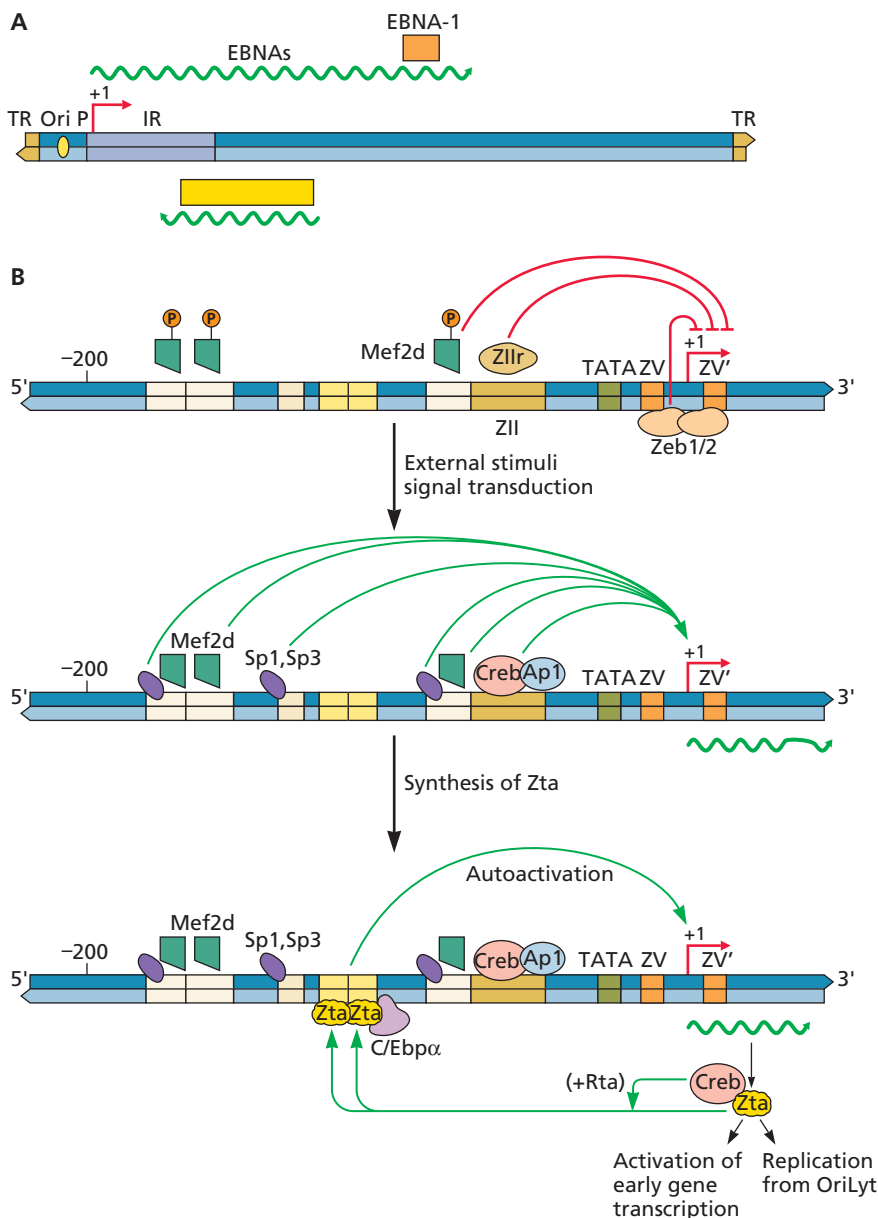 A
EBNA-1
EBNAs
+1
TR Ori P IR TR
B
P P P
Mef2d ZIIr
–200 TATA ZV +1 ZV′
5′ 3′
ZII Zeb1/2
External stimuli
signal transduction
Mef2d
Sp1,Sp3
–200 Creb Ap1 TATA ZV +1 ZV′
5′ 3′
Synthesis of Zta
Autoactivation
Mef2d
Sp1,Sp3
–200 Creb Ap1 TATA ZV +1 ZV′
5′ 3′
Zta Zta
C/Ebpα
(+Rta) Creb
Zta
Activation of
early gene
transcription
Replication
from OriLyt